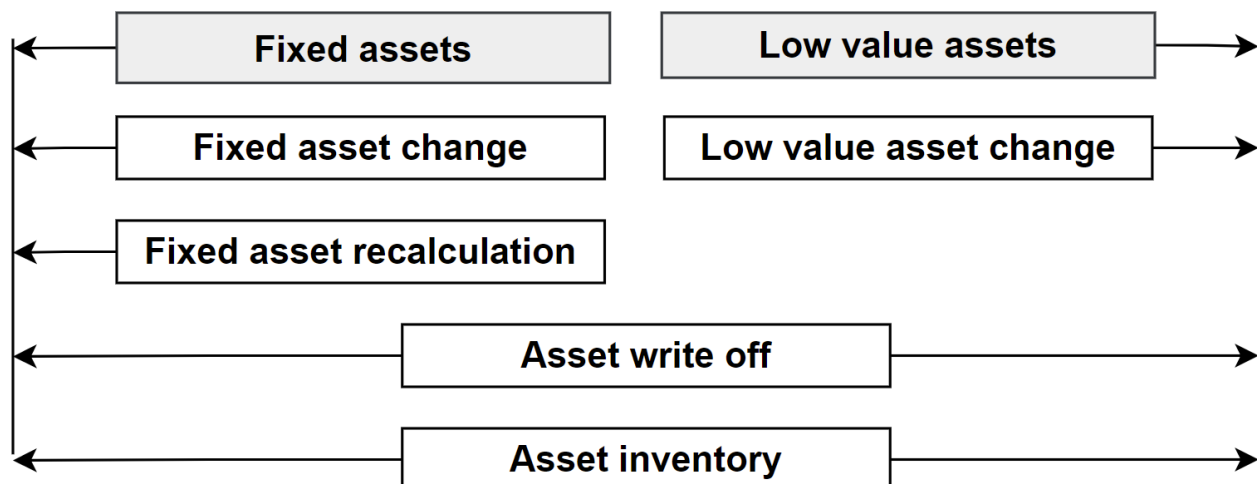 Fixed assets
Low value assets
Fixed asset change
Low value asset change
Fixed asset recalculation
Asset write off
Asset inventory